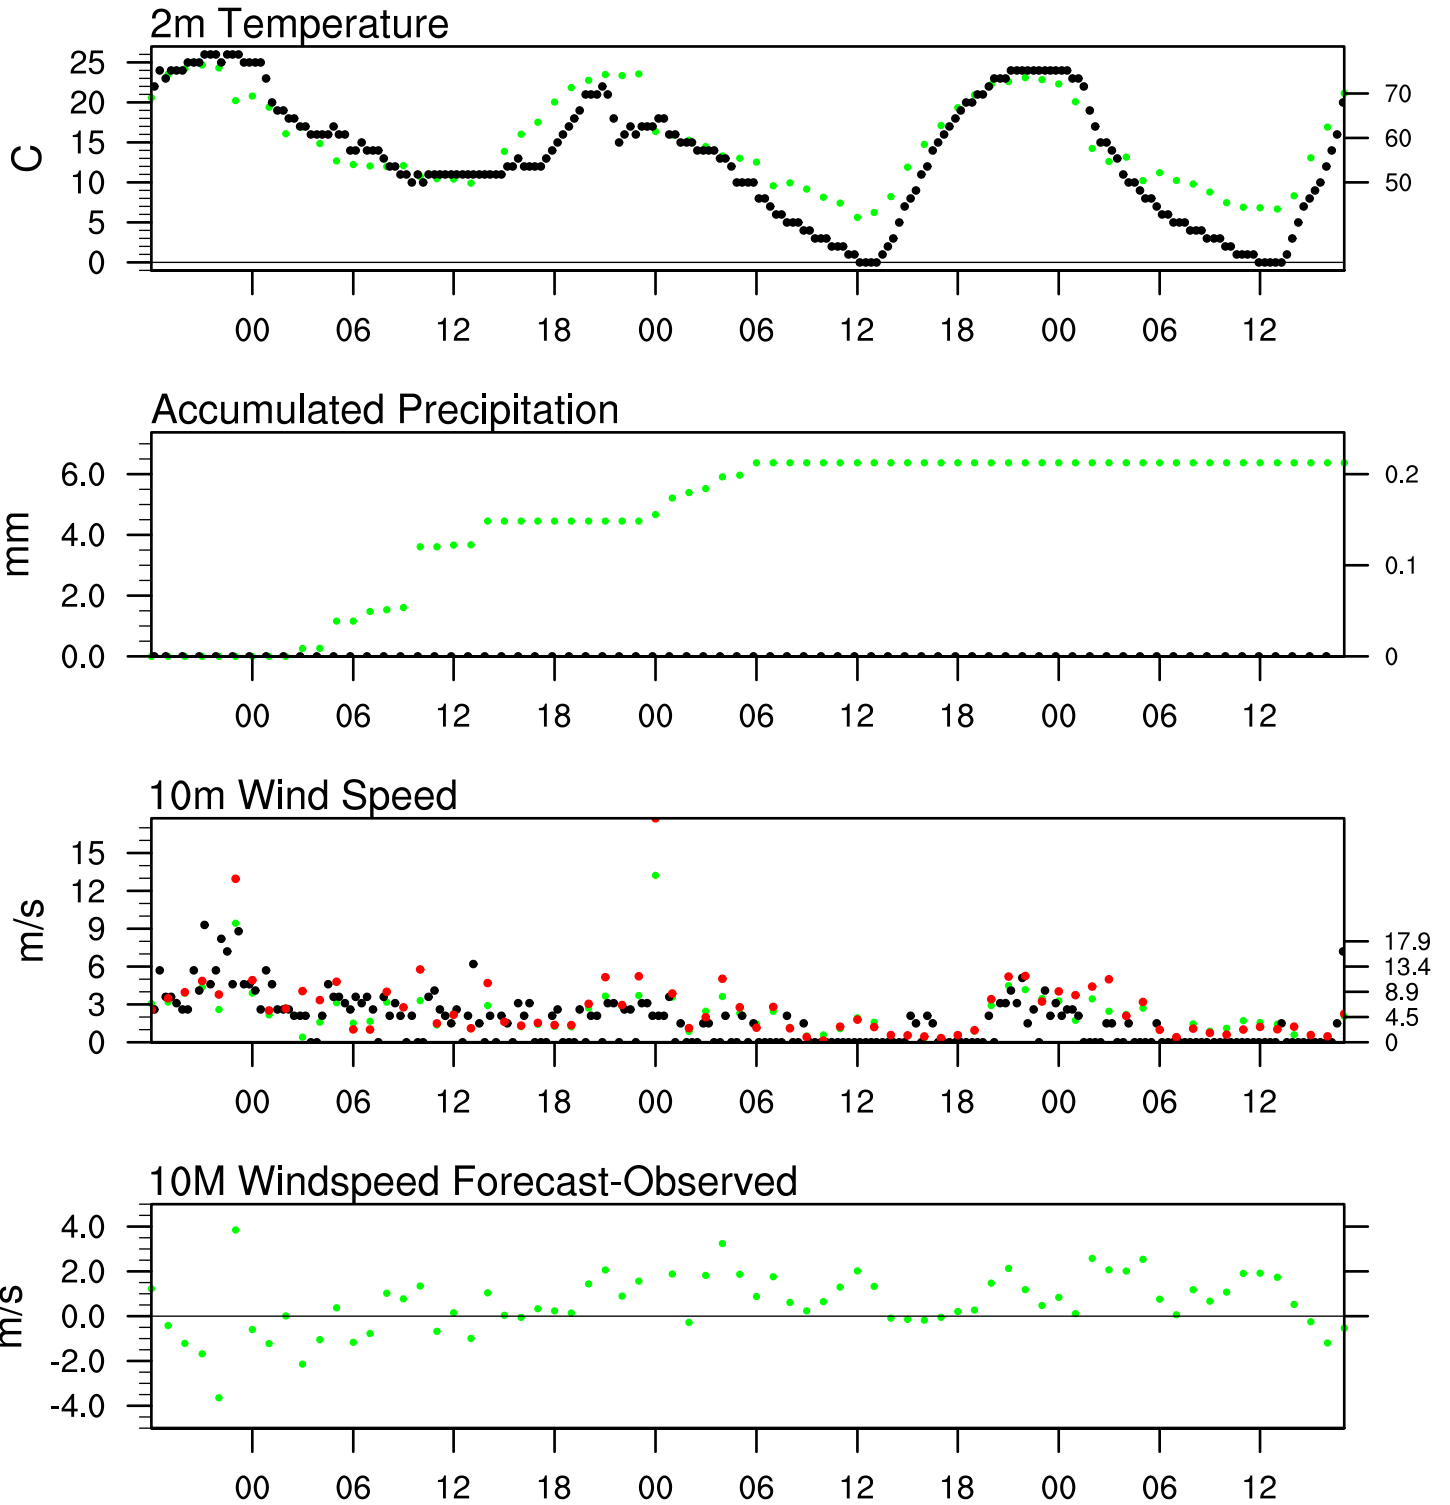 2m Temperature
25
20
15
10
5
0
C
70
60
50
00 06 12 18 00 06 12 18 00 06 12
Accumulated Precipitation
6.0
4.0
2.0
0.0
mm
0.2
0.1
0
00 06 12 18 00 06 12 18 00 06 12
10m Wind Speed
15
12
9
6
3
0
m/s
17.9
13.4
8.9
4.5
0
00 06 12 18 00 06 12 18 00 06 12
10M Windspeed Forecast-Observed
4.0
2.0
0.0
-2.0
-4.0
m/s
00 06 12 18 00 06 12 18 00 06 12